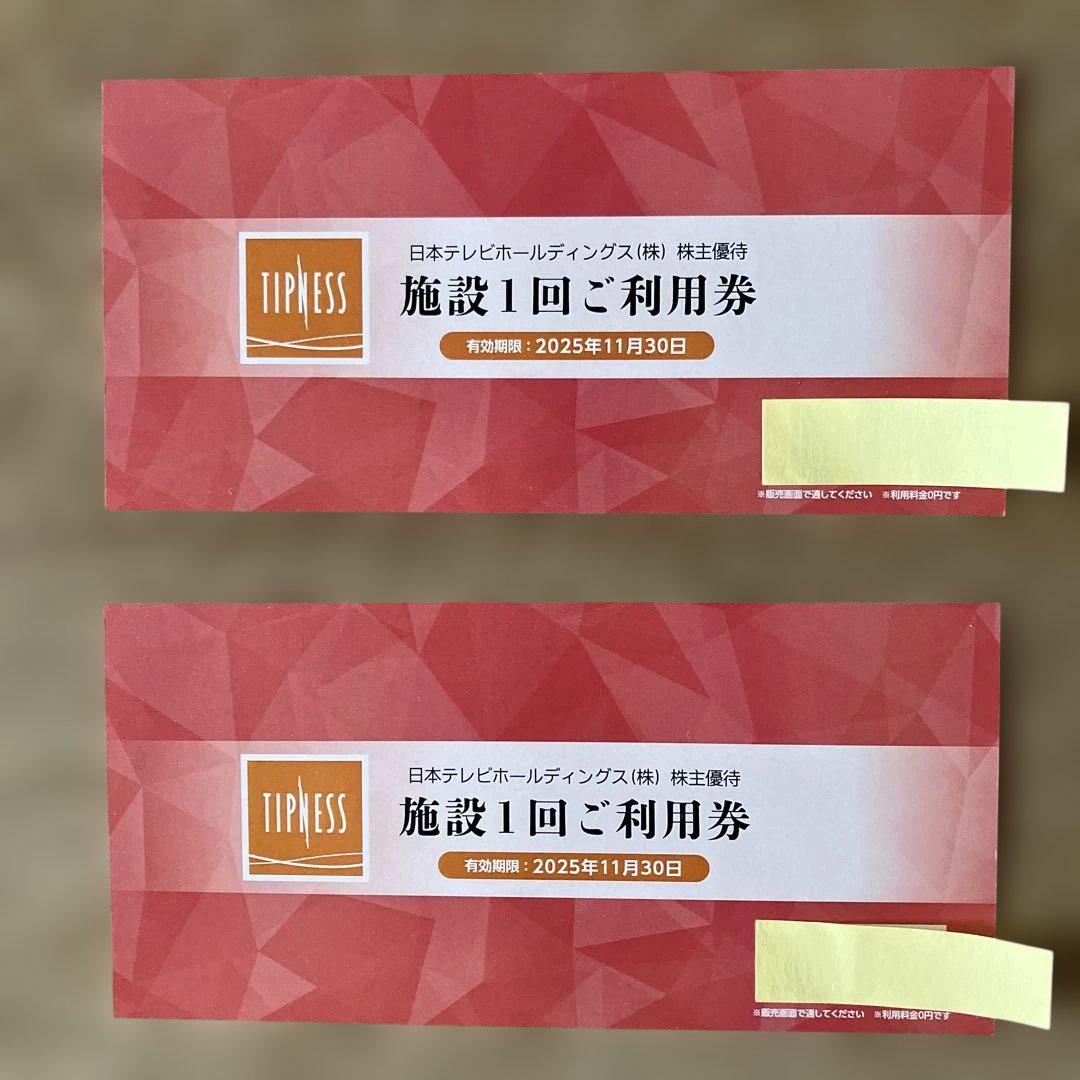 日本テレビホールディングス(株) 株主優待
TIPNESS
施設1回ご利用券
有効期限：2025年11月30日
※販売画面で通してください ※利用料金0円です
日本テレビホールディングス(株) 株主優待
TIPNESS
施設1回ご利用券
有効期限：2025年11月30日
※販売画面で通してください ※利用料金0円です